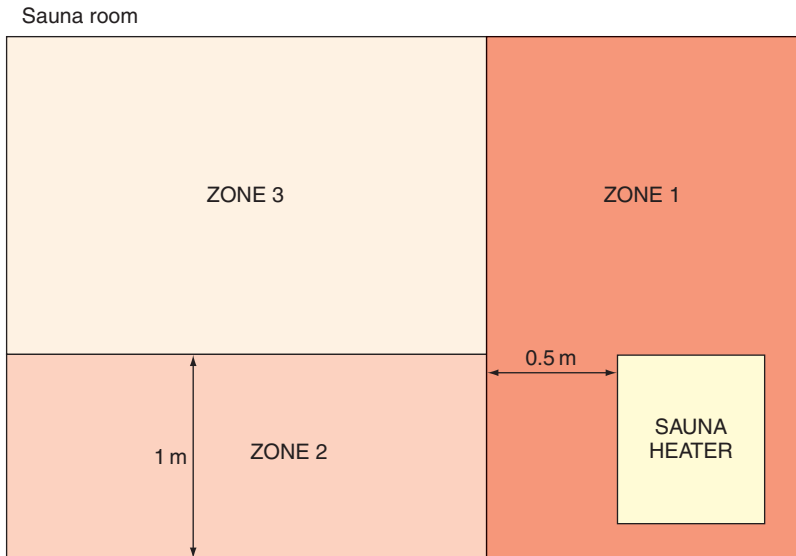 Sauna room
ZONE 3
ZONE 1
0.5 m
1 m
ZONE 2
SAUNA
HEATER